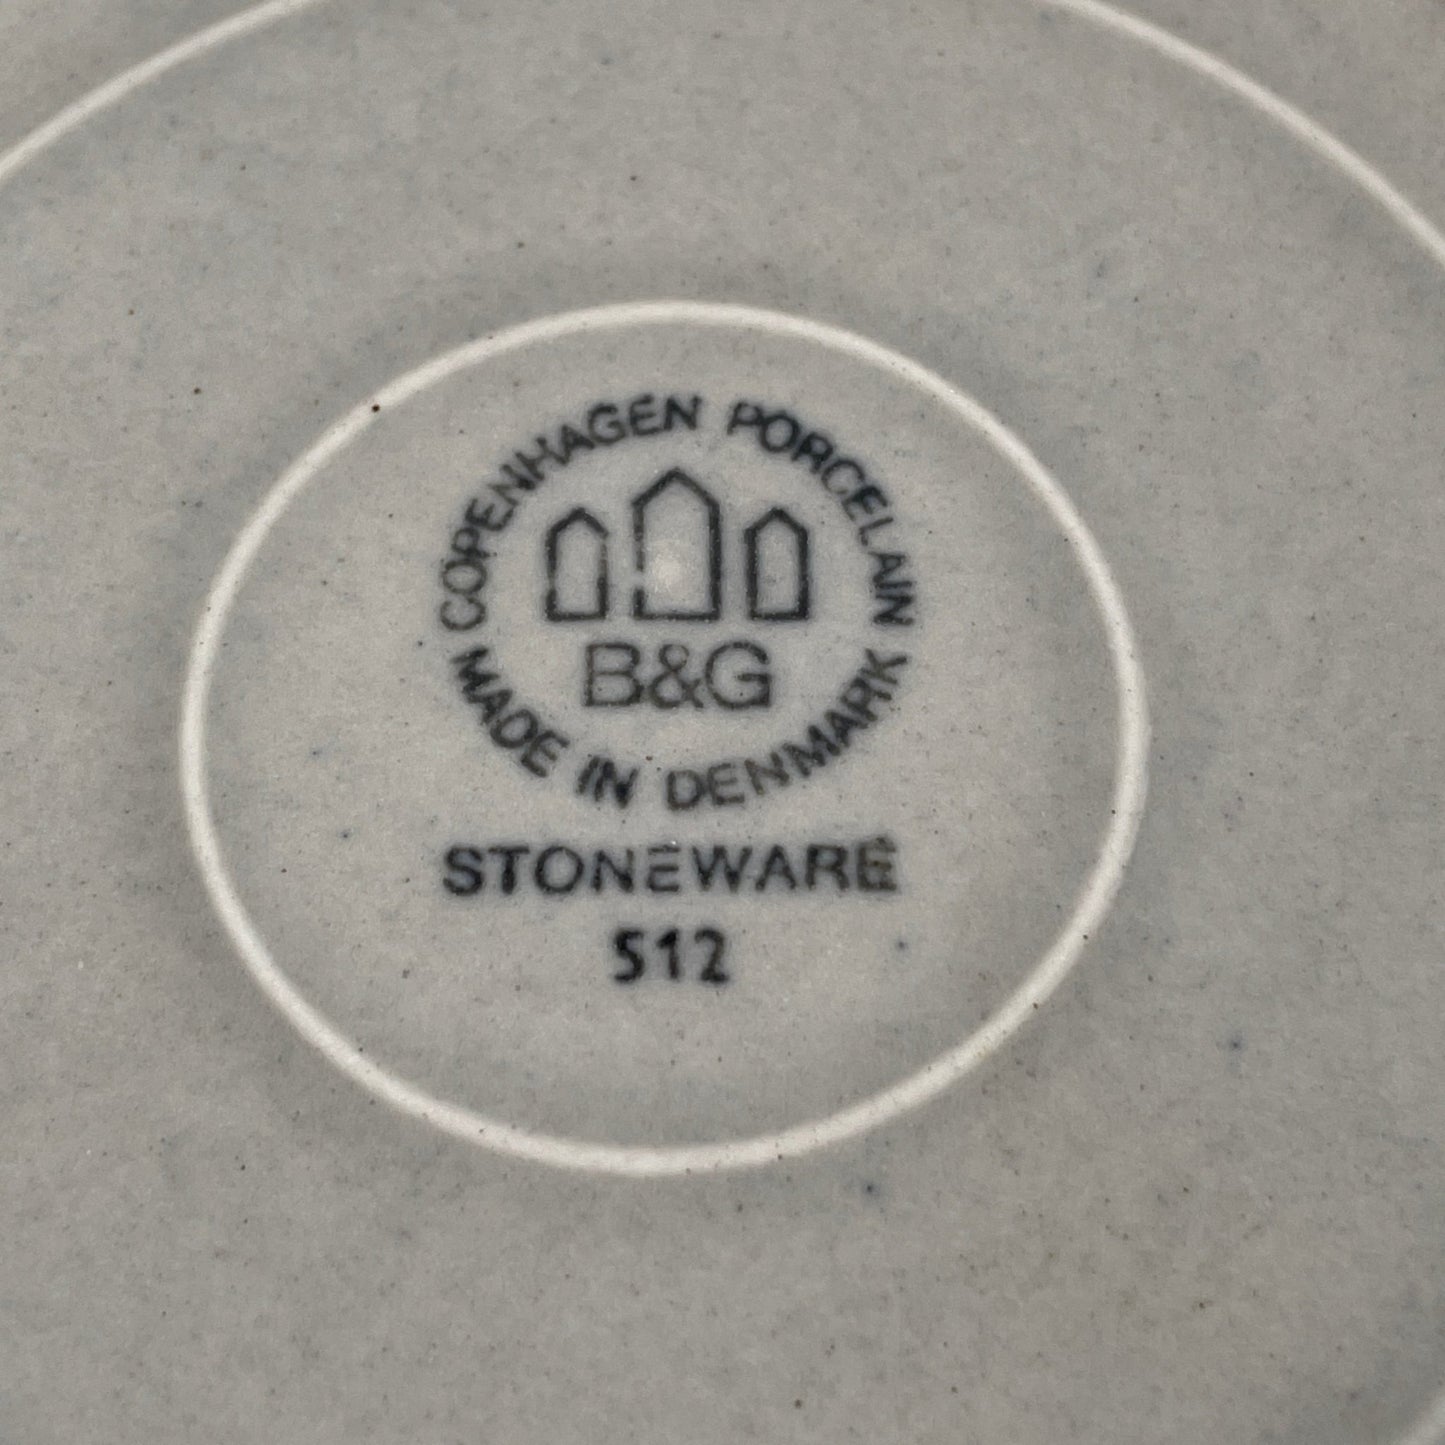 COPENHAGEN PORCELAIN
B&G
MADE IN DENMARK
STONEWARE
512